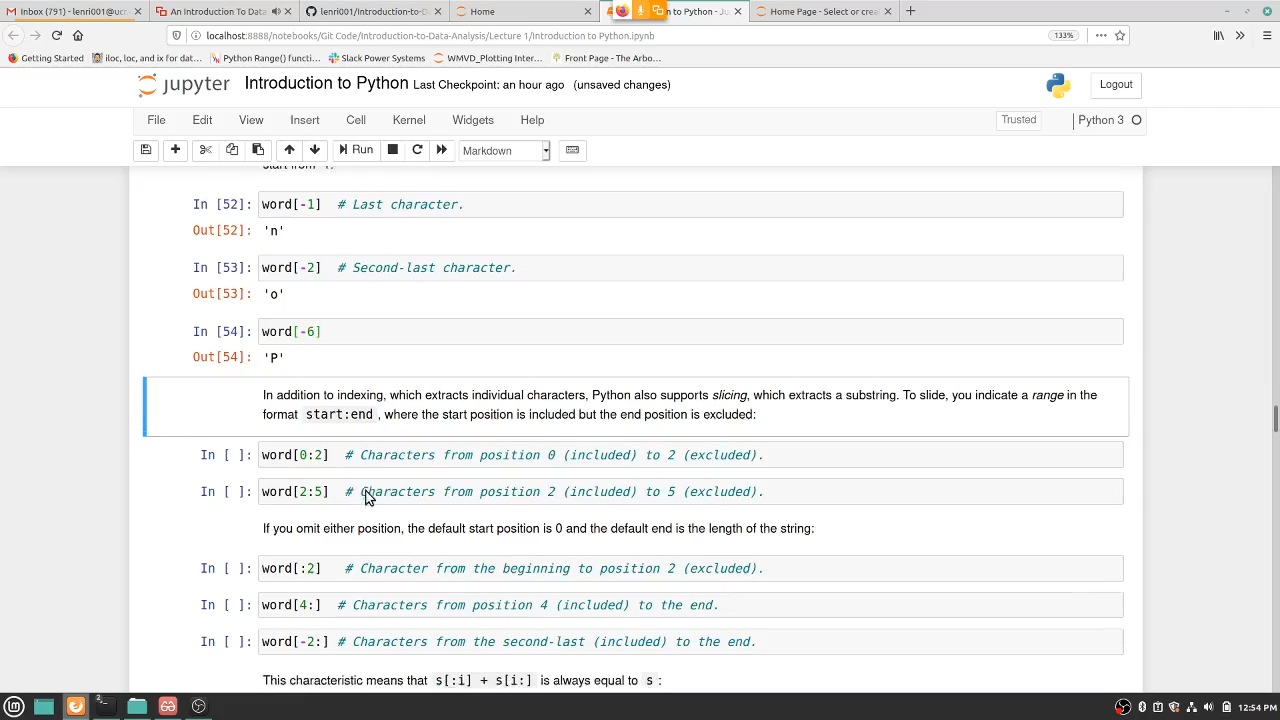 Inbox (791) - lenri001@ucr
An Introduction To Data
lenri001/Introduction-to-D
Home
n to Python - Ju
Home Page - Select or crea
localhost:8888/notebooks/Git Code/Introduction-to-Data-Analysis/Lecture 1/Introduction to Python.ipynb
133%
Getting Started
iloc, loc, and ix for dat...
Python Range() functi...
Slack Power Systems
WMVD_Plotting Inter...
Front Page - The Arbo...
jupyter Introduction to Python Last Checkpoint: an hour ago (unsaved changes)
Logout
File Edit View Insert Cell Kernel Widgets Help
Trusted
Python 3
Run
Markdown
In [52]: word[-1] # Last character.
Out[52]: 'n'
In [53]: word[-2] # Second-last character.
Out[53]: 'o'
In [54]: word[-6]
Out[54]: 'P'
In addition to indexing, which extracts individual characters, Python also supports slicing, which extracts a substring. To slide, you indicate a range in the
format start:end , where the start position is included but the end position is excluded:
In [ ]: word[0:2] # Characters from position 0 (included) to 2 (excluded).
In [ ]: word[2:5] # Characters from position 2 (included) to 5 (excluded).
If you omit either position, the default start position is 0 and the default end is the length of the string:
In [ ]: word[:2] # Character from the beginning to position 2 (excluded).
In [ ]: word[4:] # Characters from position 4 (included) to the end.
In [ ]: word[-2:] # Characters from the second-last (included) to the end.
This characteristic means that s[:i] + s[i:] is always equal to s :
12:54 PM